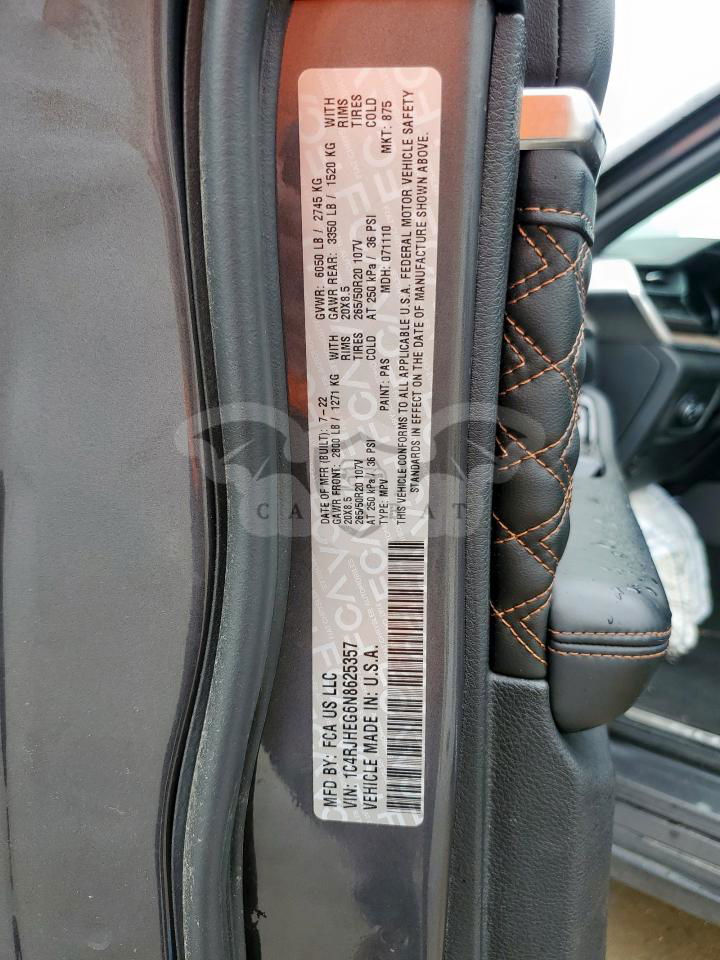 MFD BY: FCA US LLC
DATE OF MFR (BUILT): 7-22
GVWR: 6050 LB / 2745 KG
GAWR FRONT: 2800 LB / 1271 KG WITH
GAWR REAR: 3350 LB / 1520 KG WITH
20X8.5 RIMS
20X8.5 RIMS
265/50R20 107V TIRES
265/50R20 107V TIRES
AT 250 kPa / 36 PSI COLD
AT 250 kPa / 36 PSI COLD
VIN: 1C4RJHEG6N8625357
TYPE: MPV PAINT: PAS MDH: 071110 MKT: 875
VEHICLE MADE IN: U.S.A.
THIS VEHICLE CONFORMS TO ALL APPLICABLE U.S.A. FEDERAL MOTOR VEHICLE SAFETY
STANDARDS IN EFFECT ON THE DATE OF MANUFACTURE SHOWN ABOVE.